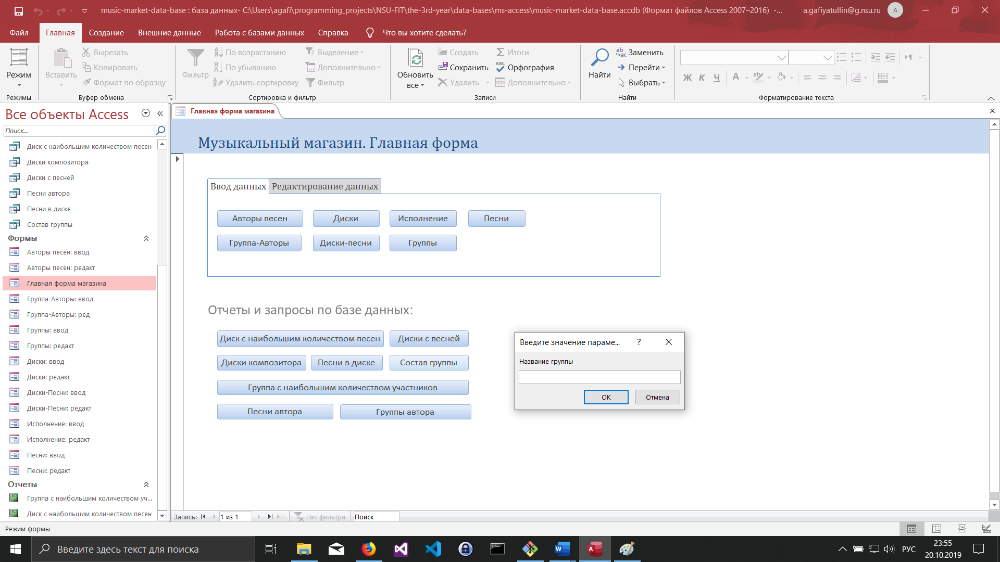 music-market-data-base : база данных- C:\Users\agafi\programming_projects\NSU-FIT\the-3rd-year\data-bases\ms-access\music-market-data-base.accdb (Формат файлов Access 2007–2016) -...
a.gafiyatullin@g.nsu.ru
A
Файл Главная Создание Внешние данные Работа с базами данных Справка Что вы хотите сделать?
Режим
Режимы
Вставить
Вырезать
Копировать
Формат по образцу
Буфер обмена
Фильтр
По возрастанию
По убыванию
Удалить сортировку
Выделение
Дополнительно
Фильтр
Сортировка и фильтр
Обновить
все
Создать
Сохранить
Удалить
Итоги
Орфография
Дополнительно
Записи
Найти
Заменить
Перейти
Выбрать
Найти
Ж К Ч А
Форматирование текста
Все объекты Access
Поиск...
Диск с наибольшим количеством песен
Диски композитора
Диски с песней
Песни автора
Песни в диске
Состав группы
Формы
Авторы песен: ввод
Авторы песен: редакт
Главная форма магазина
Группа-Авторы: ввод
Группа-Авторы: ред
Группы: ввод
Группы: редакт
Диски: ввод
Диски: редакт
Диски-Песни: ввод
Диски-Песни: редакт
Исполнение: ввод
Исполнение: редакт
Песни: ввод
Песни: редакт
Отчеты
Группа с наибольшим количеством уч...
Диск с наибольшим количеством песен
Главная форма магазина
Музыкальный магазин. Главная форма
Ввод данных Редактирование данных
Авторы песен Диски Исполнение Песни
Группа-Авторы Диски-песни Группы
Отчеты и запросы по базе данных:
Диск с наибольшим количеством песен Диски с песней
Диски композитора Песни в диске Состав группы
Группа с наибольшим количеством участников
Песни автора Группы автора
Введите значение параме... ?
Название группы
ОК Отмена
Запись: 1 из 1 Нет фильтра Поиск
Режим формы
Введите здесь текст для поиска
РУС
23:55
20.10.2019